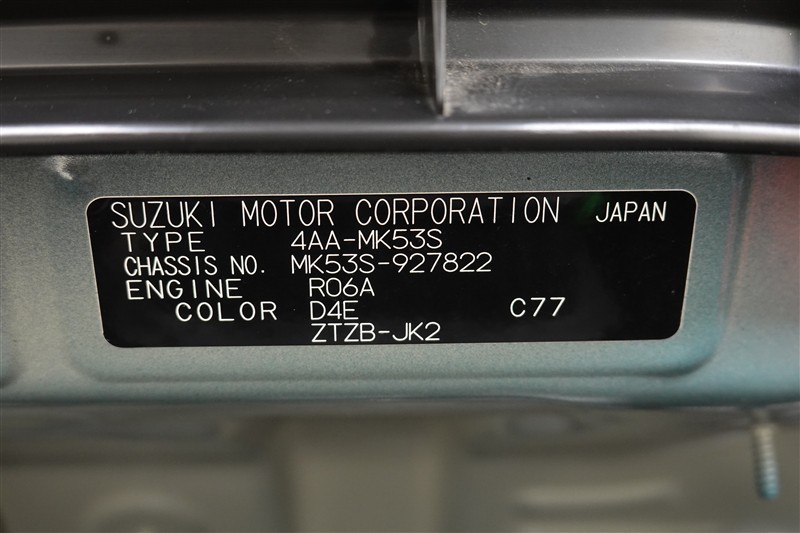 SUZUKI MOTOR CORPORATION JAPAN
TYPE 4AA-MK53S
CHASSIS NO. MK53S-927822
ENGINE R06A
COLOR D4E C77
ZTZB-JK2